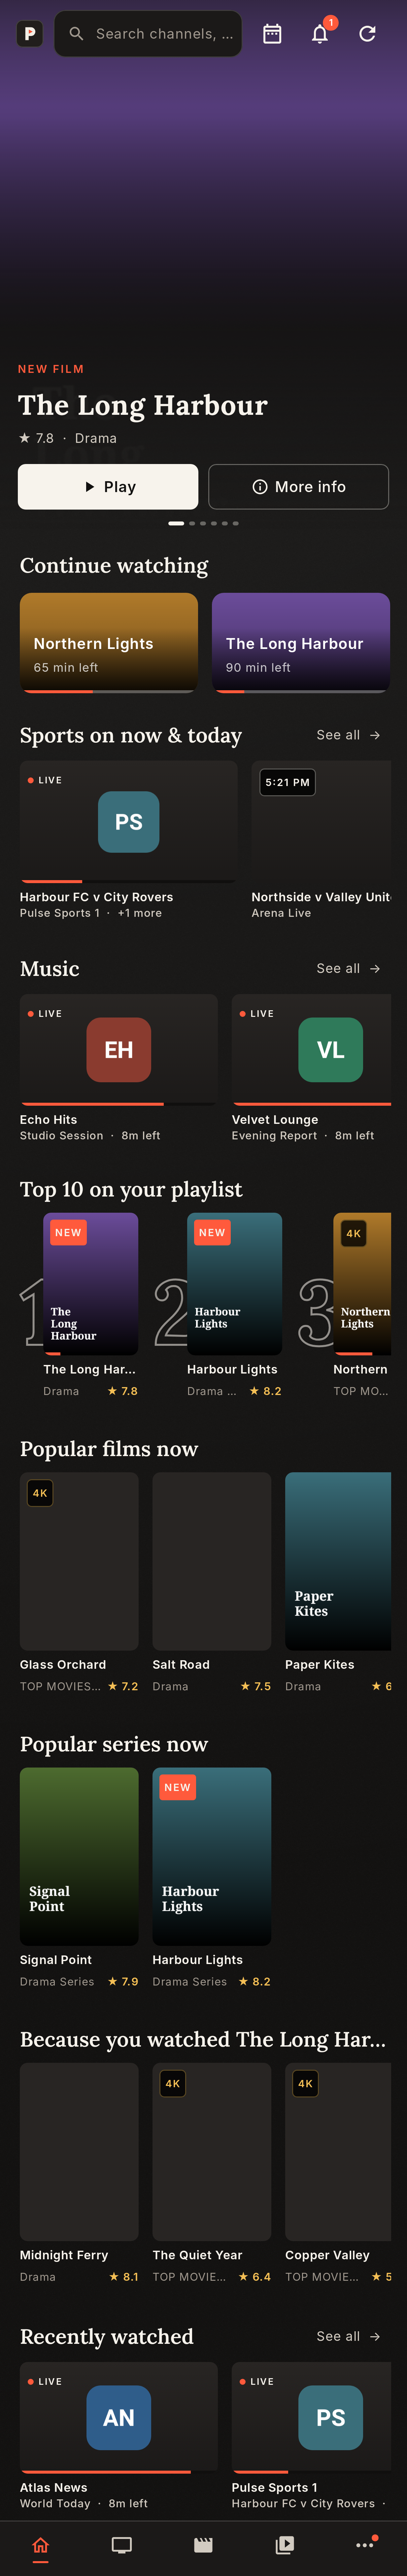 P
Search channels, ...
1
NEW FILM
The Long Harbour
★ 7.8 · Drama
Play
More info
Continue watching
Northern Lights
65 min left
The Long Harbour
90 min left
Sports on now & today
See all →
LIVE
PS
Harbour FC v City Rovers
Pulse Sports 1 · +1 more
5:21 PM
Northside v Valley Unit
Arena Live
Music
See all →
LIVE
EH
Echo Hits
Studio Session · 8m left
LIVE
VL
Velvet Lounge
Evening Report · 8m left
Top 10 on your playlist
1
NEW
The
Long
Harbour
The Long Har...
Drama ★ 7.8
2
NEW
Harbour
Lights
Harbour Lights
Drama ... ★ 8.2
3
4K
Northern
Lights
Northern
TOP MO...
Popular films now
4K
Glass Orchard
TOP MOVIES... ★ 7.2
Salt Road
Drama ★ 7.5
Paper
Kites
Paper Kites
Drama ★ 6
Popular series now
Signal
Point
Signal Point
Drama Series ★ 7.9
NEW
Harbour
Lights
Harbour Lights
Drama Series ★ 8.2
Because you watched The Long Har...
Midnight Ferry
Drama ★ 8.1
4K
The Quiet Year
TOP MOVIE... ★ 6.4
4K
Copper Valley
TOP MOVIE... ★ 5
Recently watched
See all →
LIVE
AN
Atlas News
World Today · 8m left
LIVE
PS
Pulse Sports 1
Harbour FC v City Rovers ·